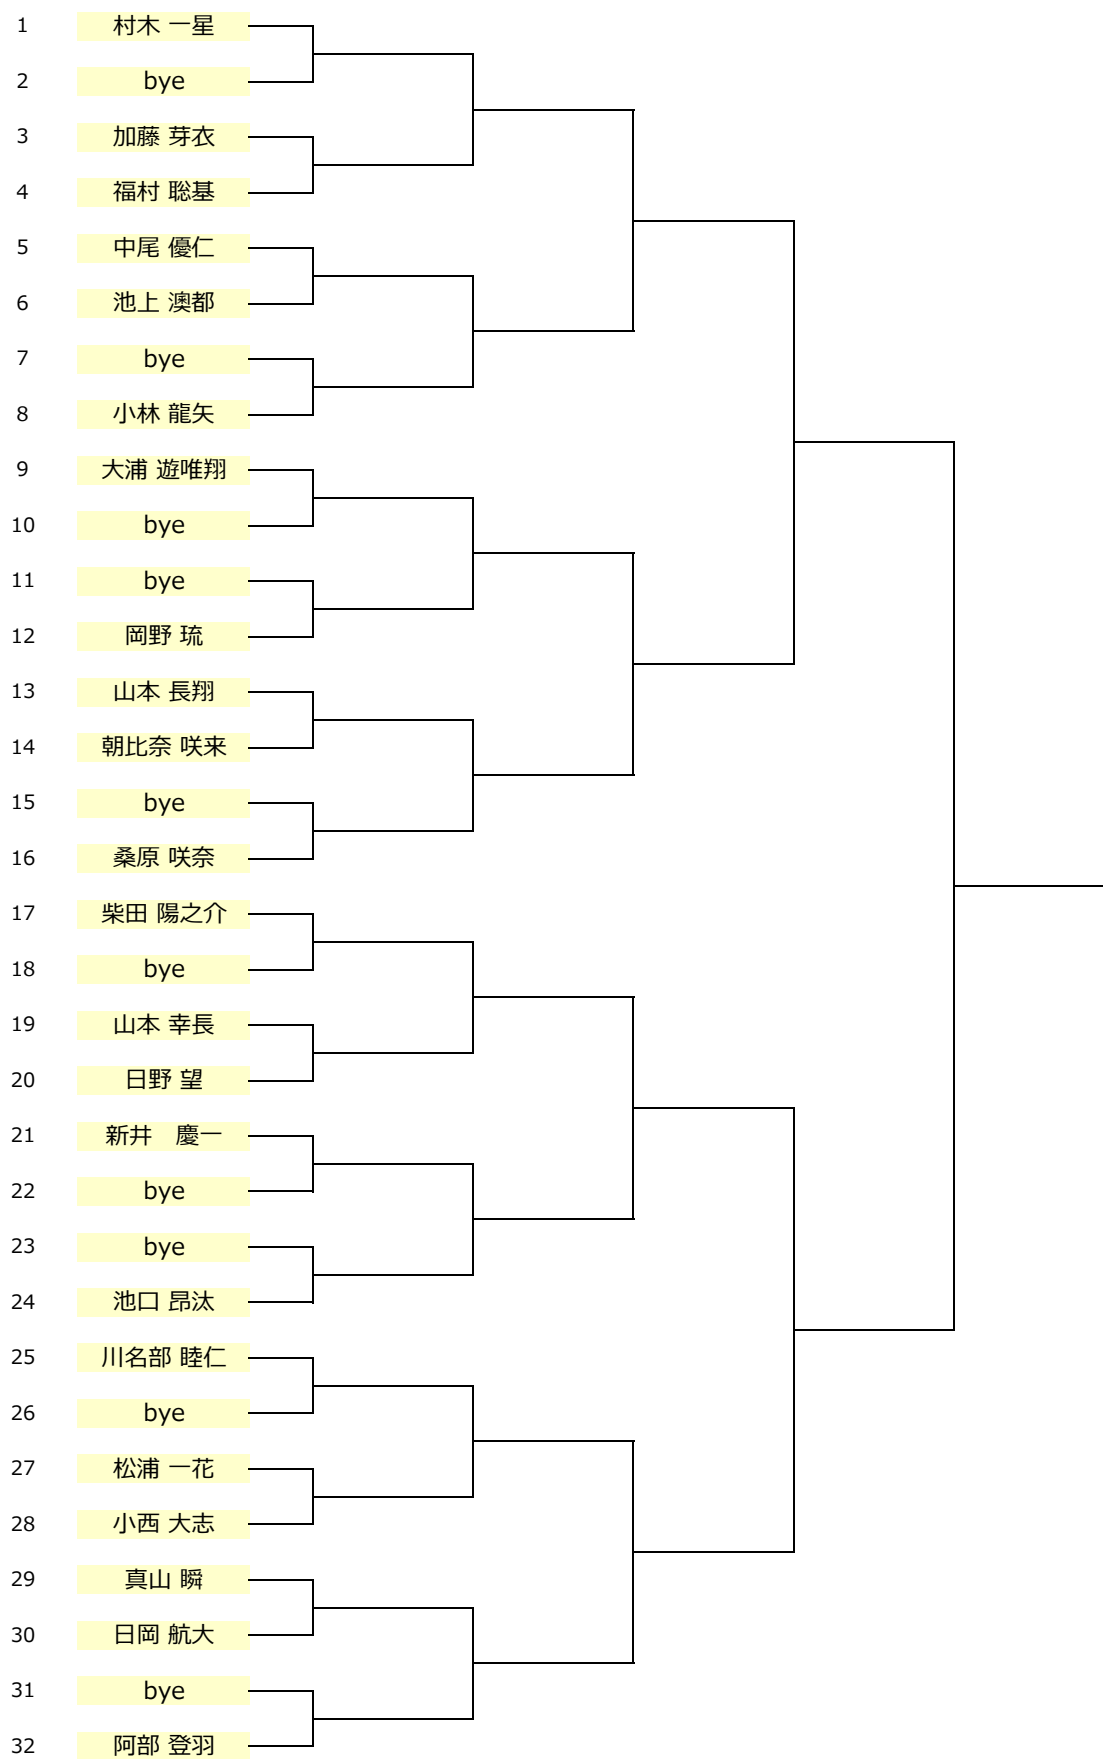 1 村木 一星
2 bye
3 加藤 芽衣
4 福村 聡基
5 中尾 優仁
6 池上 澳都
7 bye
8 小林 龍矢
9 大浦 遊唯翔
10 bye
11 bye
12 岡野 琉
13 山本 長翔
14 朝比奈 咲来
15 bye
16 桑原 咲奈
17 柴田 陽之介
18 bye
19 山本 幸長
20 日野 望
21 新井　慶一
22 bye
23 bye
24 池口 昂汰
25 川名部 睦仁
26 bye
27 松浦 一花
28 小西 大志
29 真山 瞬
30 日岡 航大
31 bye
32 阿部 登羽